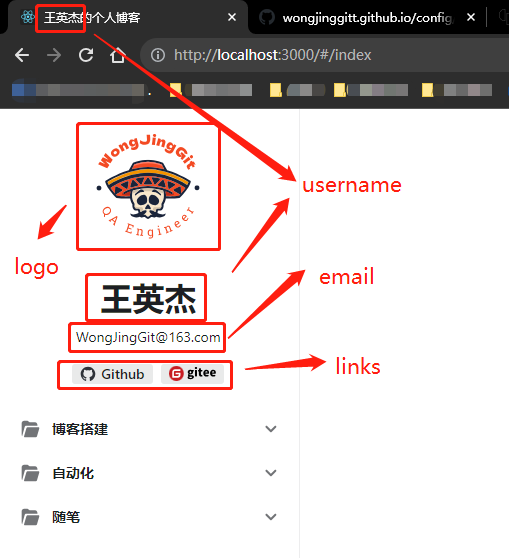 王英杰的个人博客
wongjinggitt.github.io/config
http://localhost:3000/#/index
WongJingGit
QA Engineer
username
logo
王英杰
email
WongJingGit@163.com
Github
gitee
links
博客搭建
自动化
随笔